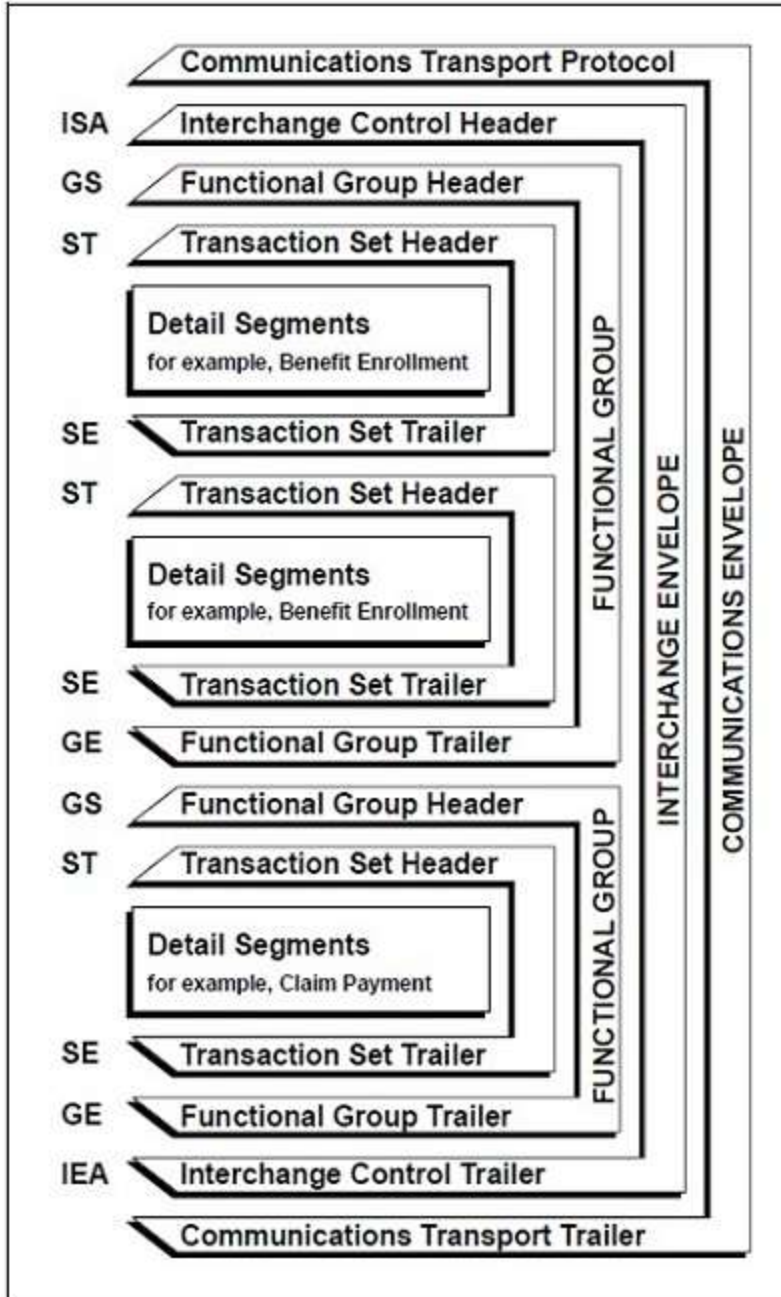 Communications Transport Protocol
ISA Interchange Control Header
GS Functional Group Header
ST Transaction Set Header
Detail Segments
for example, Benefit Enrollment
SE Transaction Set Trailer
ST Transaction Set Header
Detail Segments
for example, Benefit Enrollment
SE Transaction Set Trailer
GE Functional Group Trailer
FUNCTIONAL GROUP
GS Functional Group Header
ST Transaction Set Header
Detail Segments
for example, Claim Payment
SE Transaction Set Trailer
GE Functional Group Trailer
FUNCTIONAL GROUP
IEA Interchange Control Trailer
INTERCHANGE ENVELOPE
Communications Transport Trailer
COMMUNICATIONS ENVELOPE